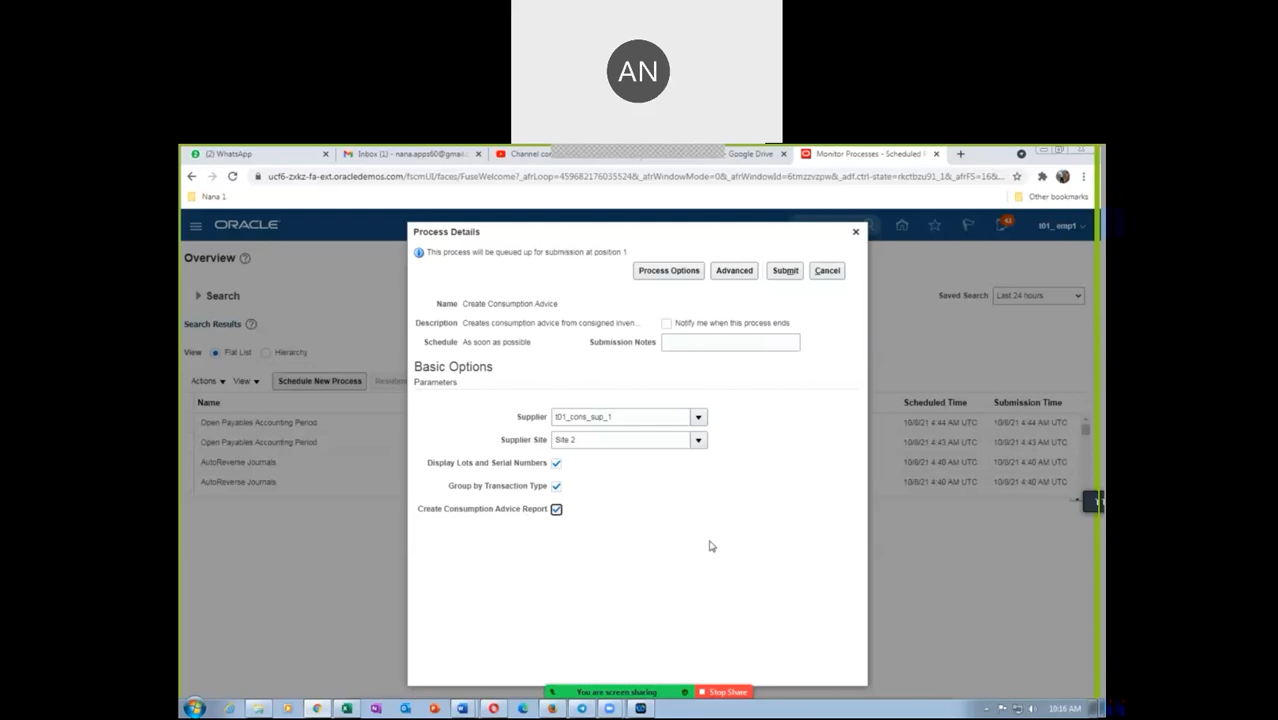 AN
(2) WhatsApp
Inbox (1) - nana.apps60@gmail.c
Channel co
Google Drive
Monitor Processes - Scheduled
ucf6-zxkz-fa-ext.oracledemos.com/fscmUI/faces/FuseWelcome?_afrLoop=45968217603552​4&_afrWindowMode=0&_afrWindowId=6tmzzvzpw&_adf.ctrl-state=rkctbzu91_1&_afrFS=16&...
Nana 1
Other bookmarks
ORACLE
t01_emp1
Overview
Search
Saved Search Last 24 hours
Search Results
View Flat List Hierarchy
Actions View Schedule New Process
Name
Scheduled Time Submission Time
Open Payables Accounting Period
10/8/21 4:44 AM UTC 10/8/21 4:44 AM UTC
Open Payables Accounting Period
10/8/21 4:43 AM UTC 10/8/21 4:43 AM UTC
AutoReverse Journals
10/8/21 4:40 AM UTC 10/8/21 4:40 AM UTC
AutoReverse Journals
10/8/21 4:40 AM UTC 10/8/21 4:40 AM UTC
Process Details
This process will be queued up for submission at position 1
Process Options Advanced Submit Cancel
Name Create Consumption Advice
Description Creates consumption advice from consigned inven... Notify me when this process ends
Schedule As soon as possible Submission Notes
Basic Options
Parameters
Supplier t01_cons_sup_1
Supplier Site Site 2
Display Lots and Serial Numbers
Group by Transaction Type
Create Consumption Advice Report
You are screen sharing Stop Share
10:16 AM